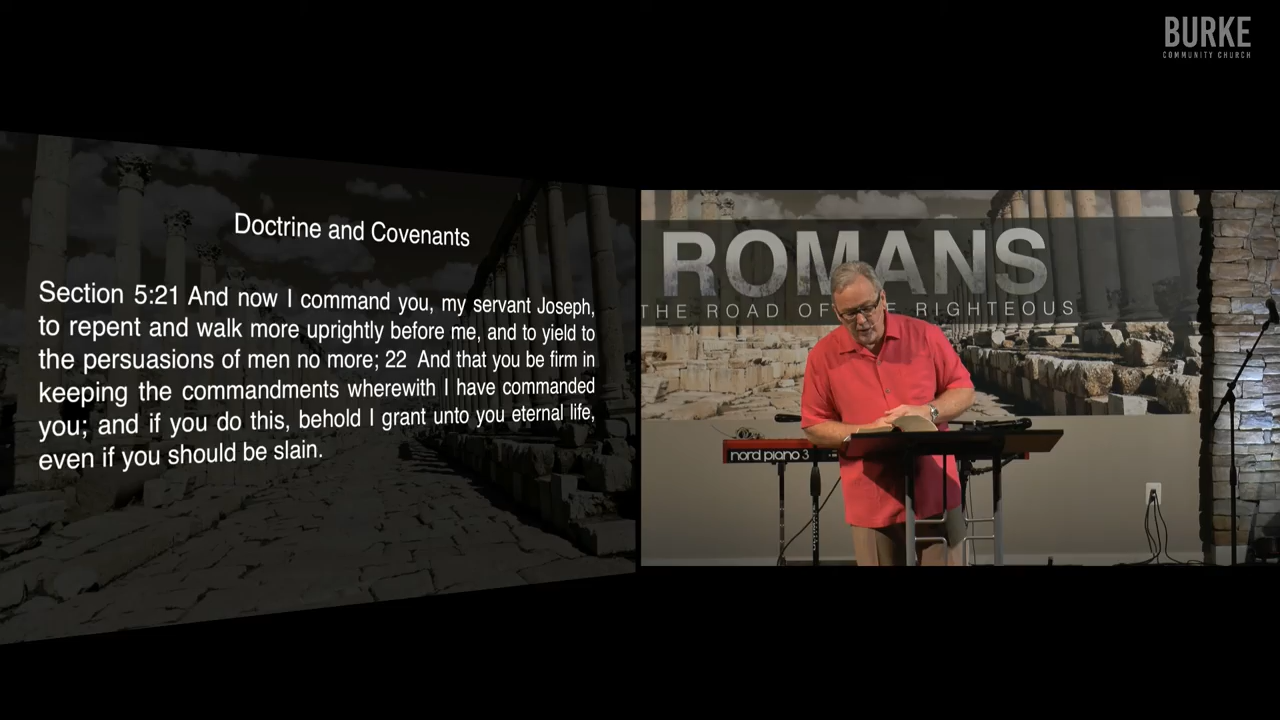 BURKE
COMMUNITY CHURCH
Doctrine and Covenants
Section 5:21 And now I command you, my servant Joseph,
to repent and walk more uprightly before me, and to yield to
the persuasions of men no more; 22 And that you be firm in
keeping the commandments wherewith I have commanded
you; and if you do this, behold I grant unto you eternal life,
even if you should be slain.
ROMANS
THE ROAD OF RIGHTEOUS
nord piano 3